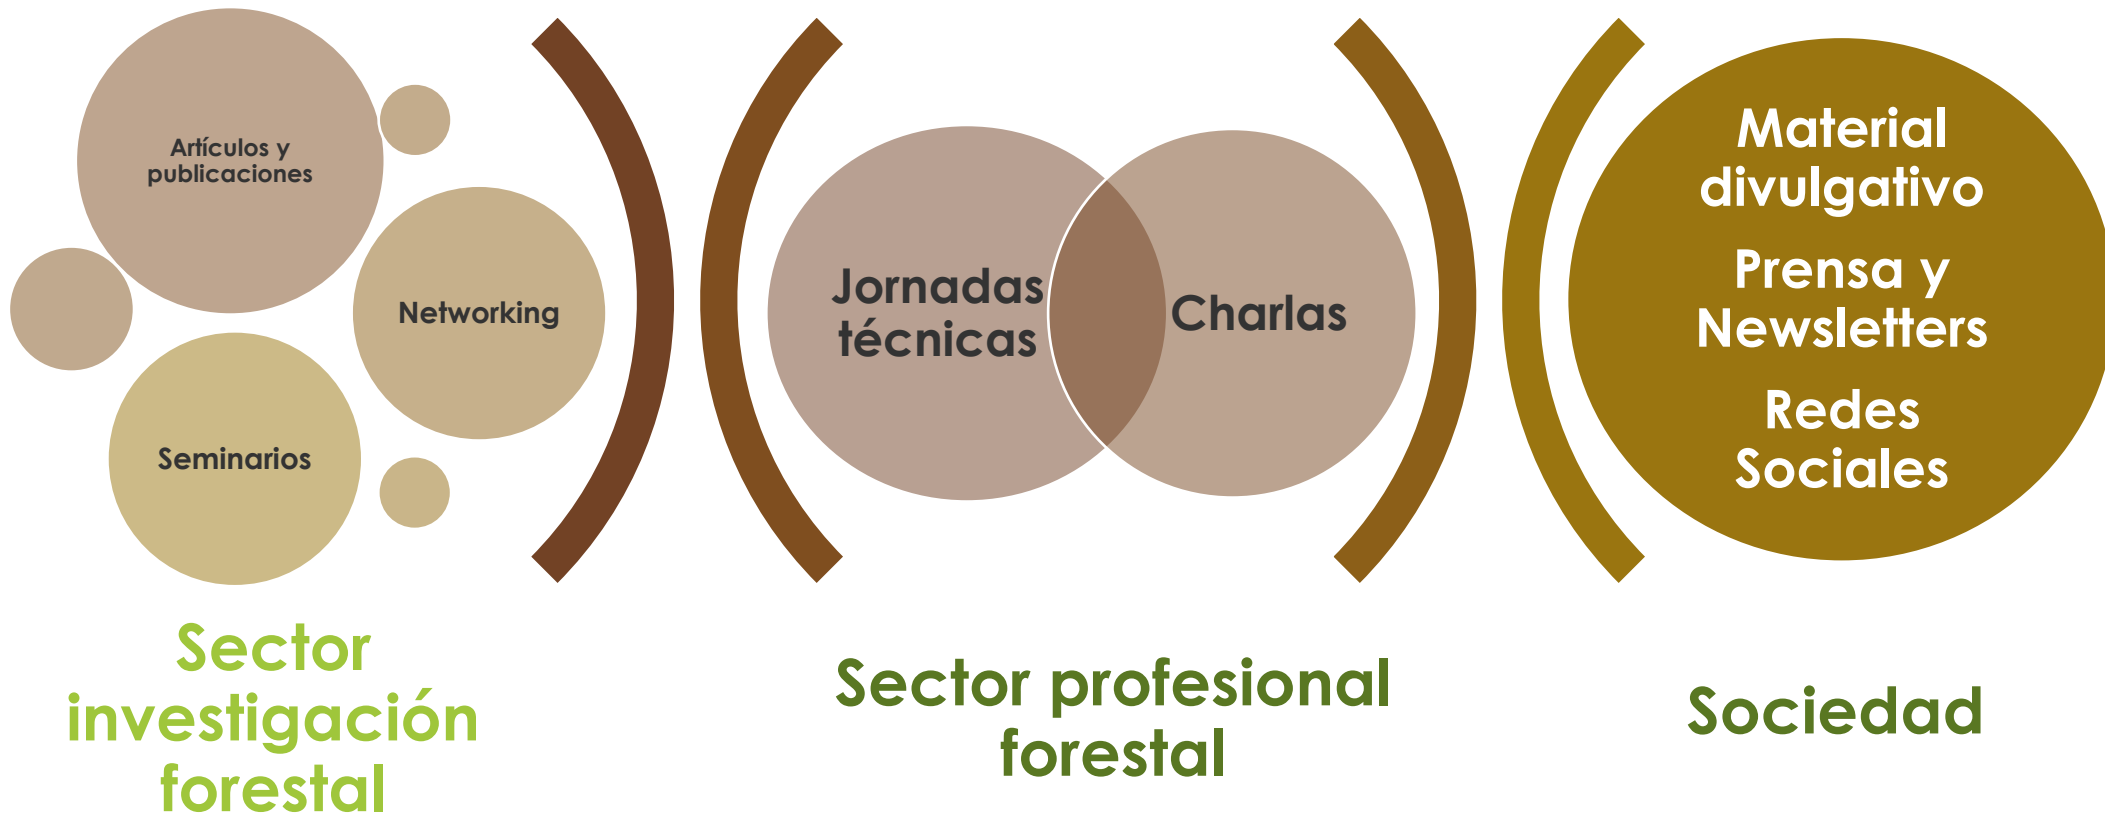 Artículos y
publicaciones
Networking
Seminarios
Sector
investigación
forestal
Jornadas
técnicas
Charlas
Sector profesional
forestal
Material
divulgativo
Prensa y
Newsletters
Redes
Sociales
Sociedad